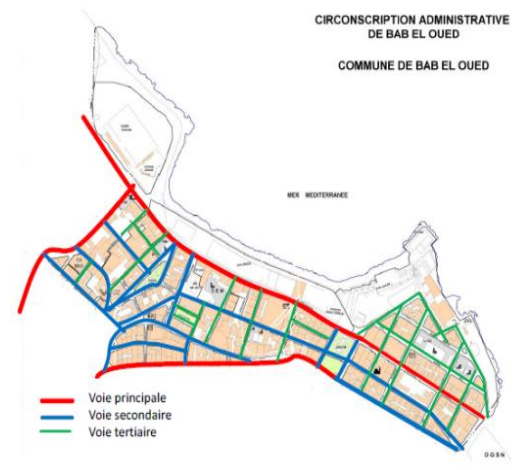 CIRCONSCRIPTION ADMINISTRATIVE
DE BAB EL OUED
COMMUNE DE BAB EL OUED
MER MEDITERRANEE
Voie principale
Voie secondaire
Voie tertiaire
D G S N